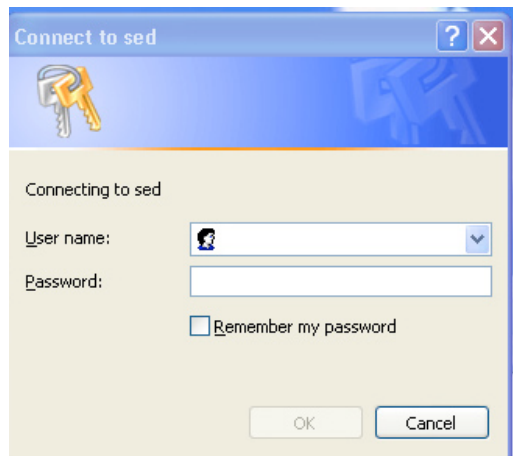 Connect to sed
Connecting to sed
User name:
Password:
Remember my password
OK
Cancel